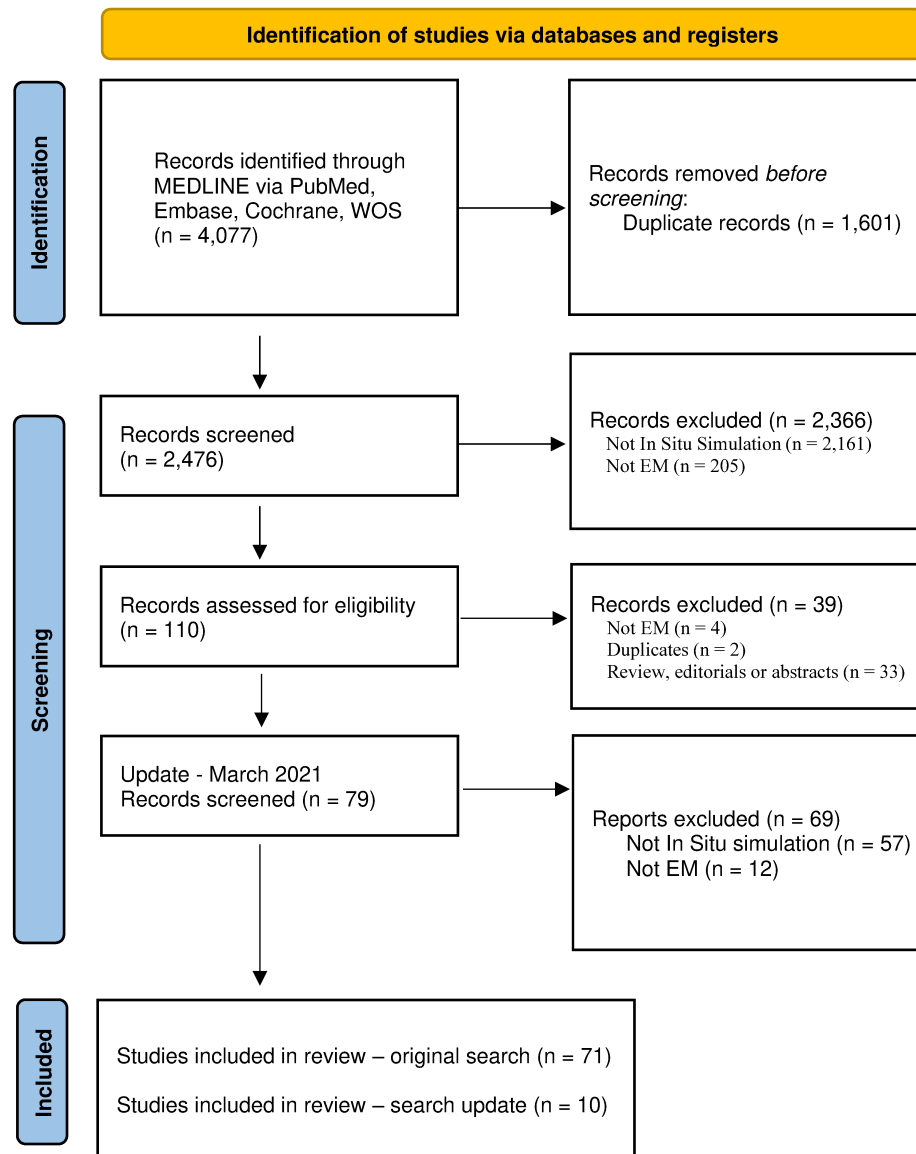 Identification of studies via databases and registers
Identification
Records identified through
MEDLINE via PubMed,
Embase, Cochrane, WOS
(n = 4,077)
Records removed before
screening:
Duplicate records (n = 1,601)
Screening
Records screened
(n = 2,476)
Records excluded (n = 2,366)
Not In Situ Simulation (n = 2,161)
Not EM (n = 205)
Records assessed for eligibility
(n = 110)
Records excluded (n = 39)
Not EM (n = 4)
Duplicates (n = 2)
Review, editorials or abstracts (n = 33)
Update - March 2021
Records screened (n = 79)
Reports excluded (n = 69)
Not In Situ simulation (n = 57)
Not EM (n = 12)
Included
Studies included in review – original search (n = 71)
Studies included in review – search update (n = 10)